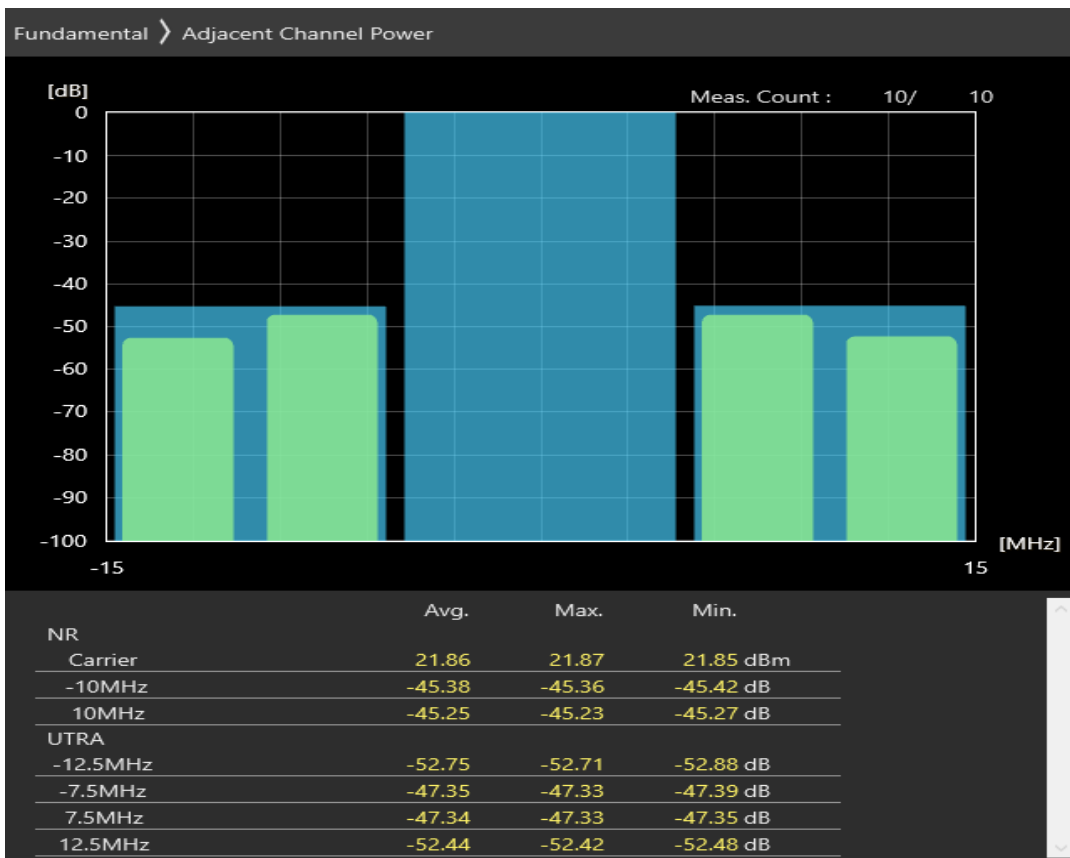 Fundamental 〉 Adjacent Channel Power
[dB]
Meas. Count : 10/ 10
0
-10
-20
-30
-40
-50
-60
-70
-80
-90
-100
[MHz]
-15 15
Avg. Max. Min.
NR
Carrier 21.86 21.87 21.85 dBm
-10MHz -45.38 -45.36 -45.42 dB
10MHz -45.25 -45.23 -45.27 dB
UTRA
-12.5MHz -52.75 -52.71 -52.88 dB
-7.5MHz -47.35 -47.33 -47.39 dB
7.5MHz -47.34 -47.33 -47.35 dB
12.5MHz -52.44 -52.42 -52.48 dB